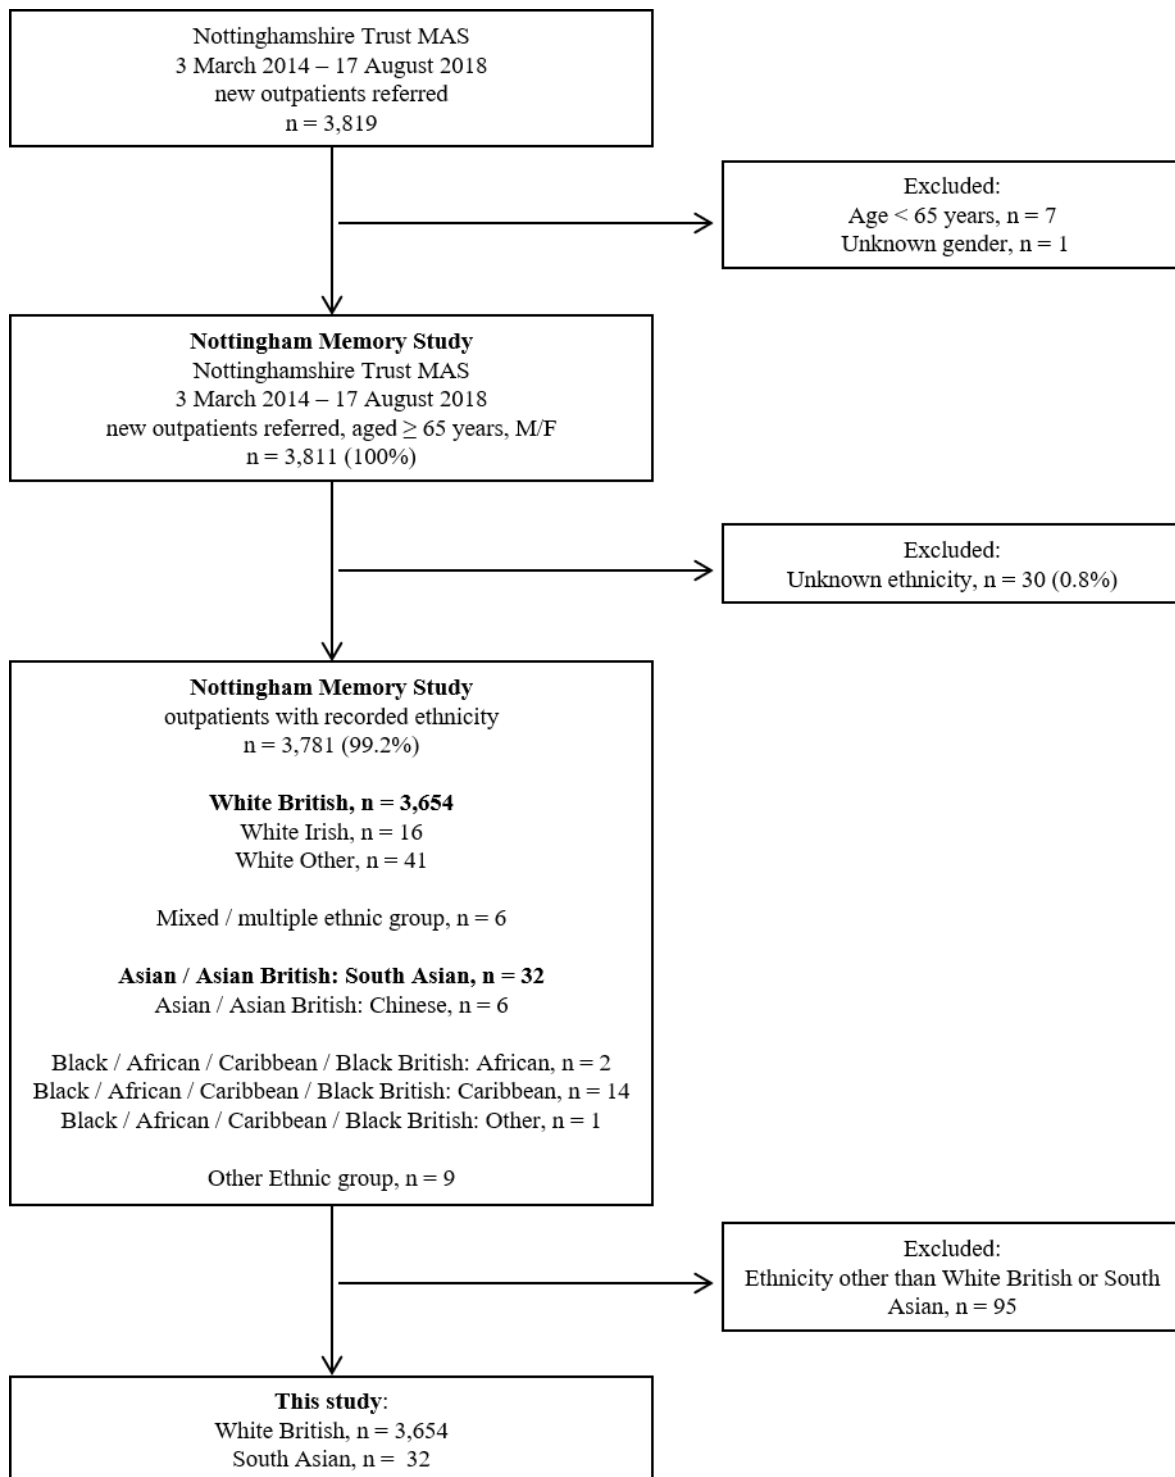 Nottinghamshire Trust MAS
3 March 2014 – 17 August 2018
new outpatients referred
n = 3,819
Excluded:
Age < 65 years, n = 7
Unknown gender, n = 1
Nottingham Memory Study
Nottinghamshire Trust MAS
3 March 2014 – 17 August 2018
new outpatients referred, aged ≥ 65 years, M/F
n = 3,811 (100%)
Excluded:
Unknown ethnicity, n = 30 (0.8%)
Nottingham Memory Study
outpatients with recorded ethnicity
n = 3,781 (99.2%)
White British, n = 3,654
White Irish, n = 16
White Other, n = 41
Mixed / multiple ethnic group, n = 6
Asian / Asian British: South Asian, n = 32
Asian / Asian British: Chinese, n = 6
Black / African / Caribbean / Black British: African, n = 2
Black / African / Caribbean / Black British: Caribbean, n = 14
Black / African / Caribbean / Black British: Other, n = 1
Other Ethnic group, n = 9
Excluded:
Ethnicity other than White British or South
Asian, n = 95
This study:
White British, n = 3,654
South Asian, n = 32